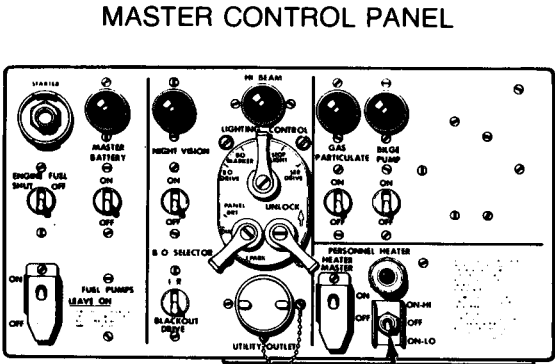 MASTER CONTROL PANEL
STARTER
HI BEAM
MASTER
BATTERY
NIGHT VISION
LIGHTING CONTROL
GAS
PARTICULATE
BILGE
PUMP
ENGINE FUEL
SHUT OFF
ON
OFF
ON
OFF
BO
MARKER
STOP
LIGHT
BO
DRIVE
SER
DRIVE
PANEL
BRT
UNLOCK
PARK
ON
OFF
ON
OFF
B O SELECTOR
I R
BLACKOUT
DRIVE
ON
OFF
FUEL PUMPS
LEAVE ON
UTILITY OUTLET
PERSONNEL HEATER
HEATER
MASTER
ON
OFF
ON-HI
OFF
ON-LO